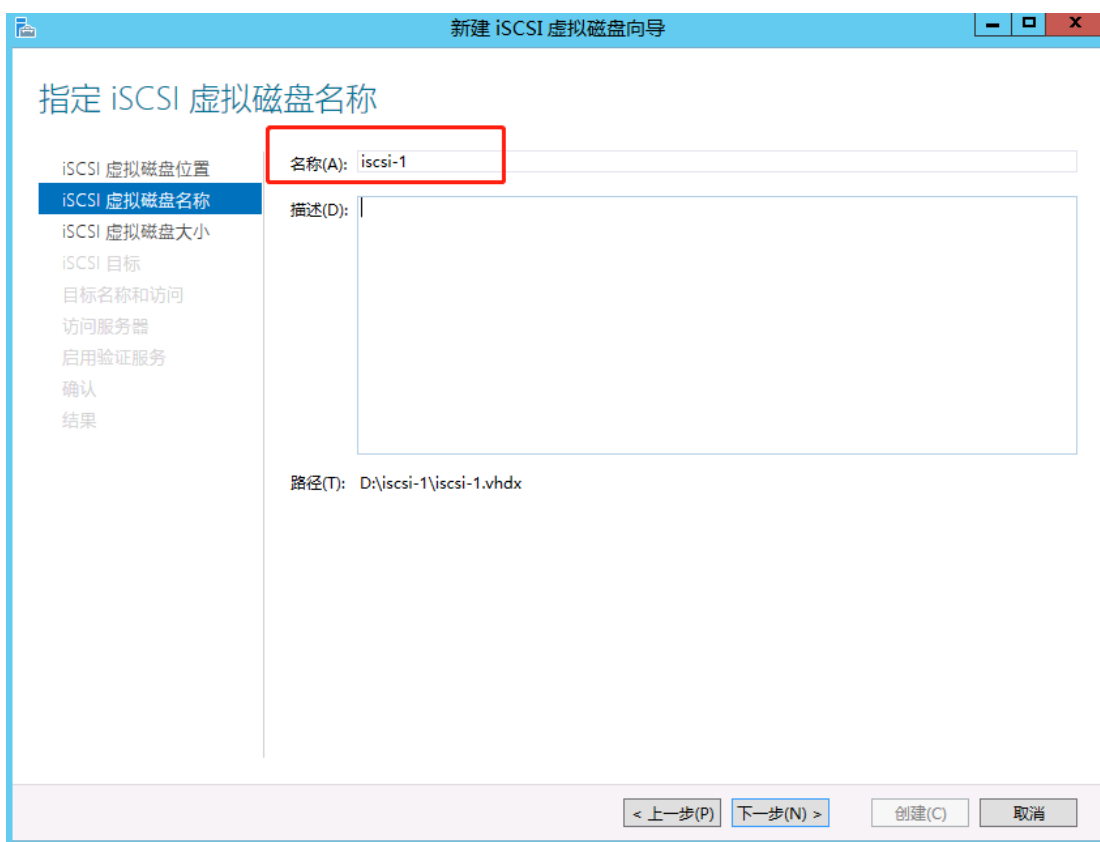 新建 iSCSI 虚拟磁盘向导
指定 iSCSI 虚拟磁盘名称
iSCSI 虚拟磁盘位置
iSCSI 虚拟磁盘名称
iSCSI 虚拟磁盘大小
iSCSI 目标
目标名称和访问
访问服务器
启用验证服务
确认
结果
名称(A): iscsi-1
描述(D):
路径(T): D:\iscsi-1\iscsi-1.vhdx
< 上一步(P) 下一步(N) > 创建(C) 取消